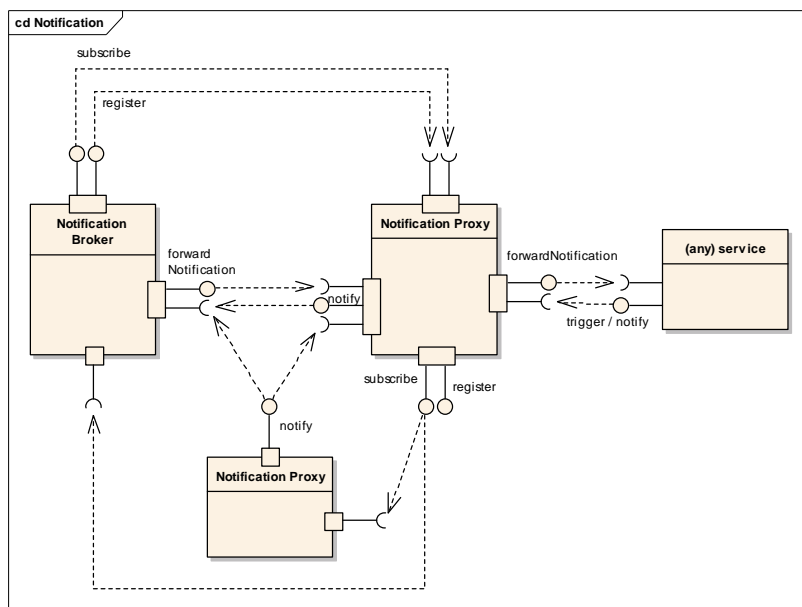 cd Notification
subscribe
register
Notification
Broker
Notification Proxy
(any) service
forward
Notification
notify
forwardNotification
trigger / notify
subscribe
register
notify
Notification Proxy